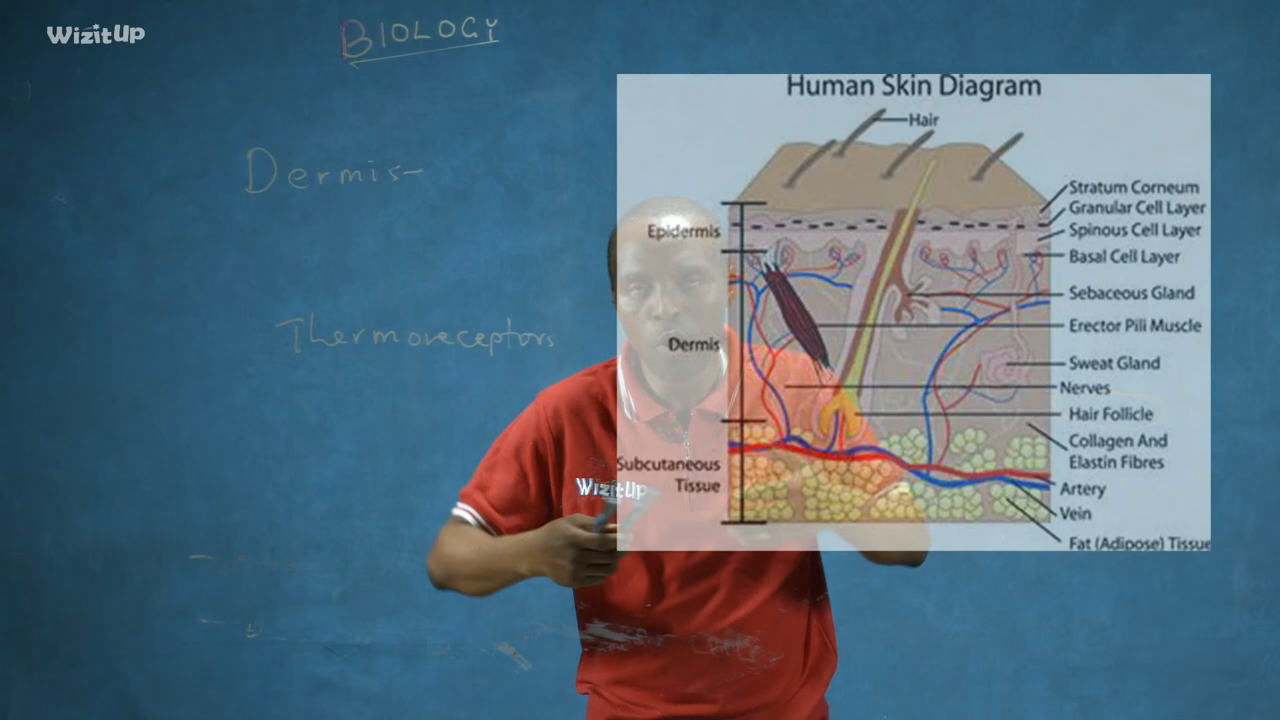 WizitUp
BIOLOGY
Dermis-
Thermoreceptors
WizitUp
Human Skin Diagram
Hair
Stratum Corneum
Granular Cell Layer
Spinous Cell Layer
Basal Cell Layer
Sebaceous Gland
Erector Pili Muscle
Sweat Gland
Nerves
Hair Follicle
Collagen And
Elastin Fibres
Artery
Vein
Fat (Adipose) Tissue
Epidermis
Dermis
Subcutaneous
Tissue